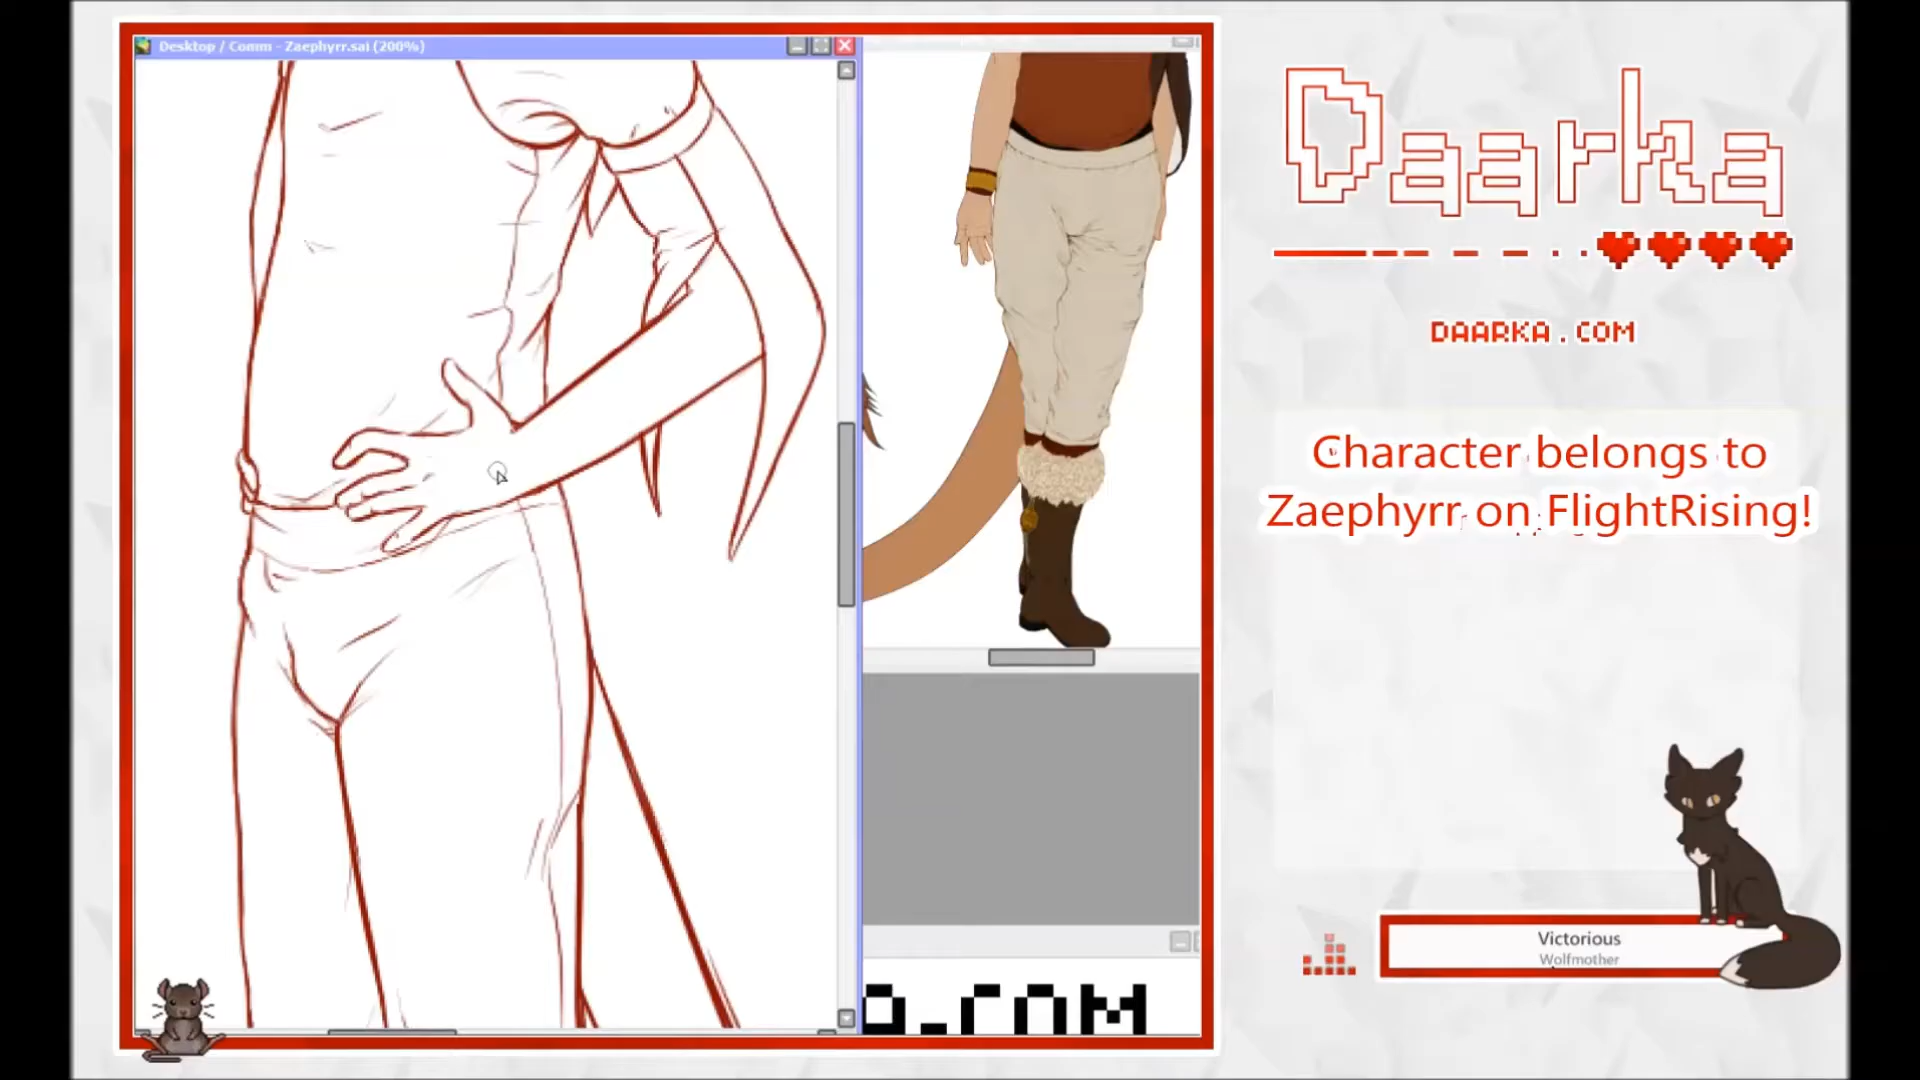 Desktop / Comm - Zaephyrr.sai (200%)
Daarka
DAARKA.COM
Character belongs to
Zaephyrr on FlightRising!
Victorious
Wolfmother
a.com